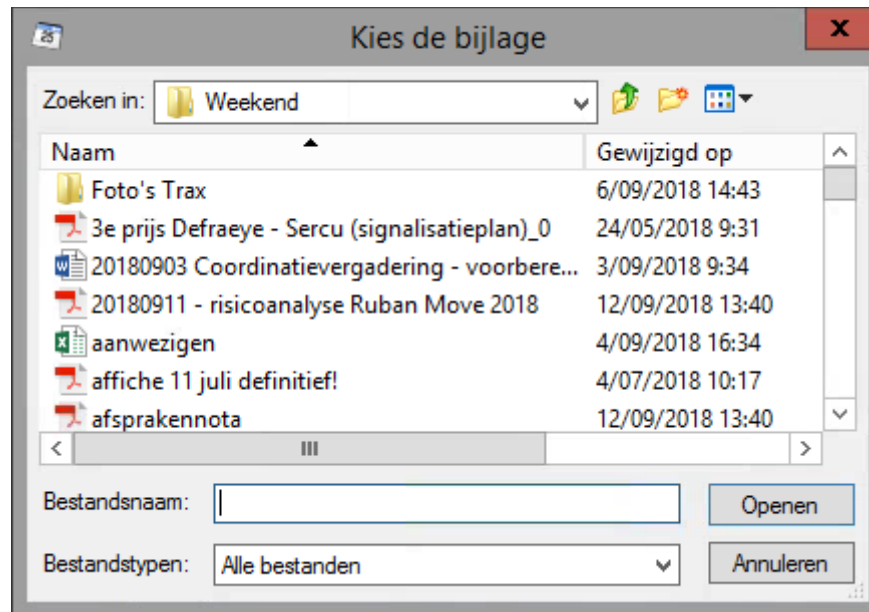 Kies de bijlage
Zoeken in: Weekend
Naam Gewijzigd op
Foto's Trax 6/09/2018 14:43
3e prijs Defraeye - Sercu (signalisatieplan)_0 24/05/2018 9:31
20180903 Coordinatievergadering - voorbere... 3/09/2018 9:34
20180911 - risicoanalyse Ruban Move 2018 12/09/2018 13:40
aanwezigen 4/09/2018 16:34
affiche 11 juli definitief! 4/07/2018 10:17
afsprakennota 12/09/2018 13:40
Bestandsnaam: Openen
Bestandstypen: Alle bestanden Annuleren